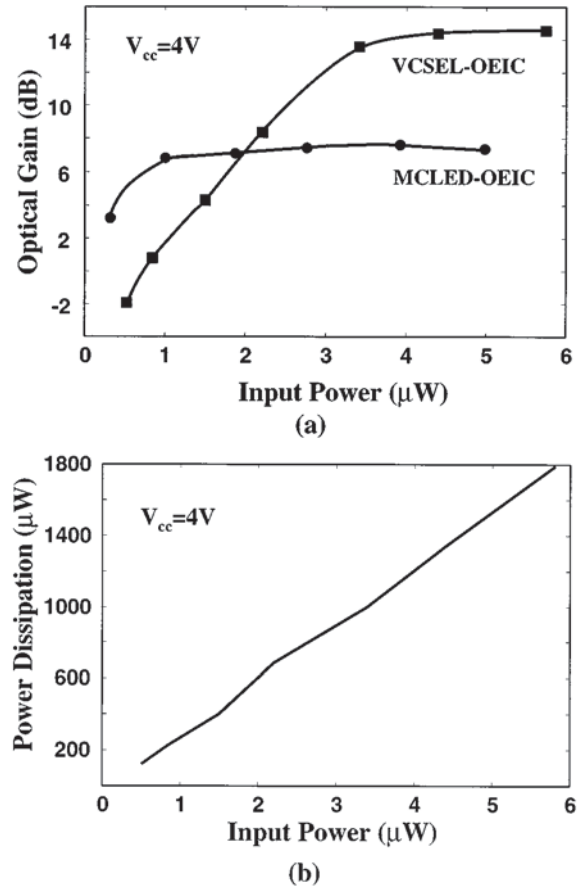 14
V_cc=4V
VCSEL-OEIC
10
Optical Gain (dB)
6
MCLED-OEIC
2
-2
0 1 2 3 4 5 6
Input Power (μW)
(a)
1800
V_cc=4V
1400
Power Dissipation (μW)
1000
600
200
0 1 2 3 4 5 6
Input Power (μW)
(b)